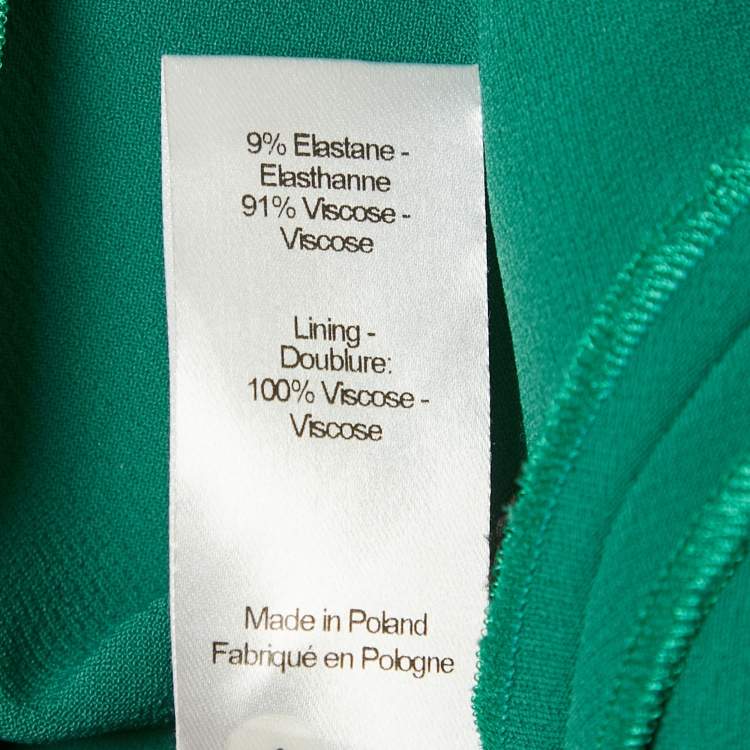 9% Elastane -
Elasthanne
91% Viscose -
Viscose
Lining -
Doublure:
100% Viscose -
Viscose
Made in Poland
Fabriqué en Pologne